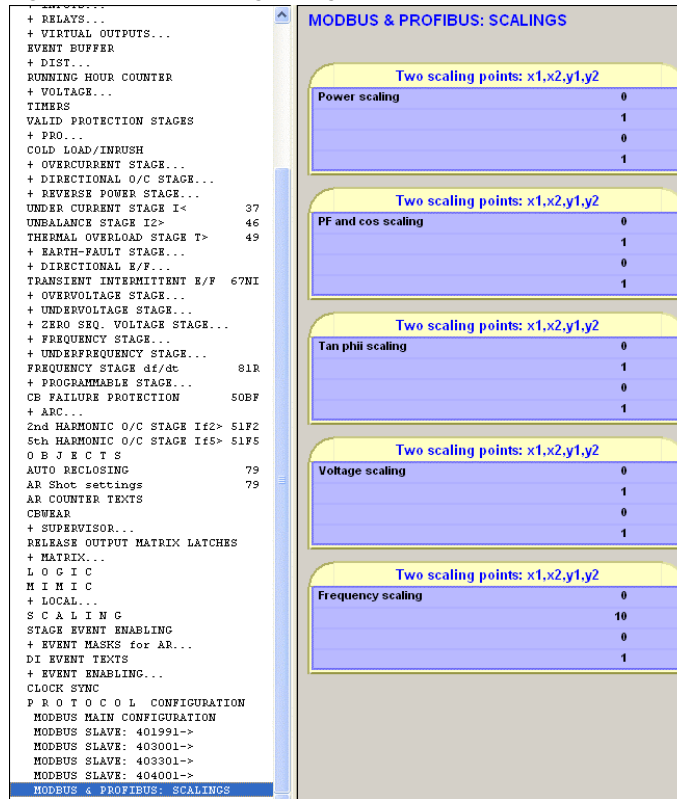 + RELAYS...
+ VIRTUAL OUTPUTS...
EVENT BUFFER
+ DIST...
RUNNING HOUR COUNTER
+ VOLTAGE...
TIMERS
VALID PROTECTION STAGES
+ PRO...
COLD LOAD/INRUSH
+ OVERCURRENT STAGE...
+ DIRECTIONAL O/C STAGE...
+ REVERSE POWER STAGE...
UNDER CURRENT STAGE I< 37
UNBALANCE STAGE I2> 46
THERMAL OVERLOAD STAGE T> 49
+ EARTH-FAULT STAGE...
+ DIRECTIONAL E/F...
TRANSIENT INTERMITTENT E/F 67NI
+ OVERVOLTAGE STAGE...
+ UNDERVOLTAGE STAGE...
+ ZERO SEQ. VOLTAGE STAGE...
+ FREQUENCY STAGE...
+ UNDERFREQUENCY STAGE...
FREQUENCY STAGE df/dt 81R
+ PROGRAMMABLE STAGE...
CB FAILURE PROTECTION 50BF
+ ARC...
2nd HARMONIC O/C STAGE If2> 51F2
5th HARMONIC O/C STAGE If5> 51F5
O B J E C T S
AUTO RECLOSING 79
AR Shot settings 79
AR COUNTER TEXTS
CBWEAR
+ SUPERVISOR...
RELEASE OUTPUT MATRIX LATCHES
+ MATRIX...
L O G I C
M I M I C
+ LOCAL...
S C A L I N G
STAGE EVENT ENABLING
+ EVENT MASKS for AR...
DI EVENT TEXTS
+ EVENT ENABLING...
CLOCK SYNC
P R O T O C O L CONFIGURATION
MODBUS MAIN CONFIGURATION
MODBUS SLAVE: 401991->
MODBUS SLAVE: 403001->
MODBUS SLAVE: 403301->
MODBUS SLAVE: 404001->
MODBUS & PROFIBUS: SCALINGS
MODBUS & PROFIBUS: SCALINGS
Two scaling points: x1,x2,y1,y2
Power scaling 0
1
0
1
Two scaling points: x1,x2,y1,y2
PF and cos scaling 0
1
0
1
Two scaling points: x1,x2,y1,y2
Tan phii scaling 0
1
0
1
Two scaling points: x1,x2,y1,y2
Voltage scaling 0
1
0
1
Two scaling points: x1,x2,y1,y2
Frequency scaling 0
10
0
1